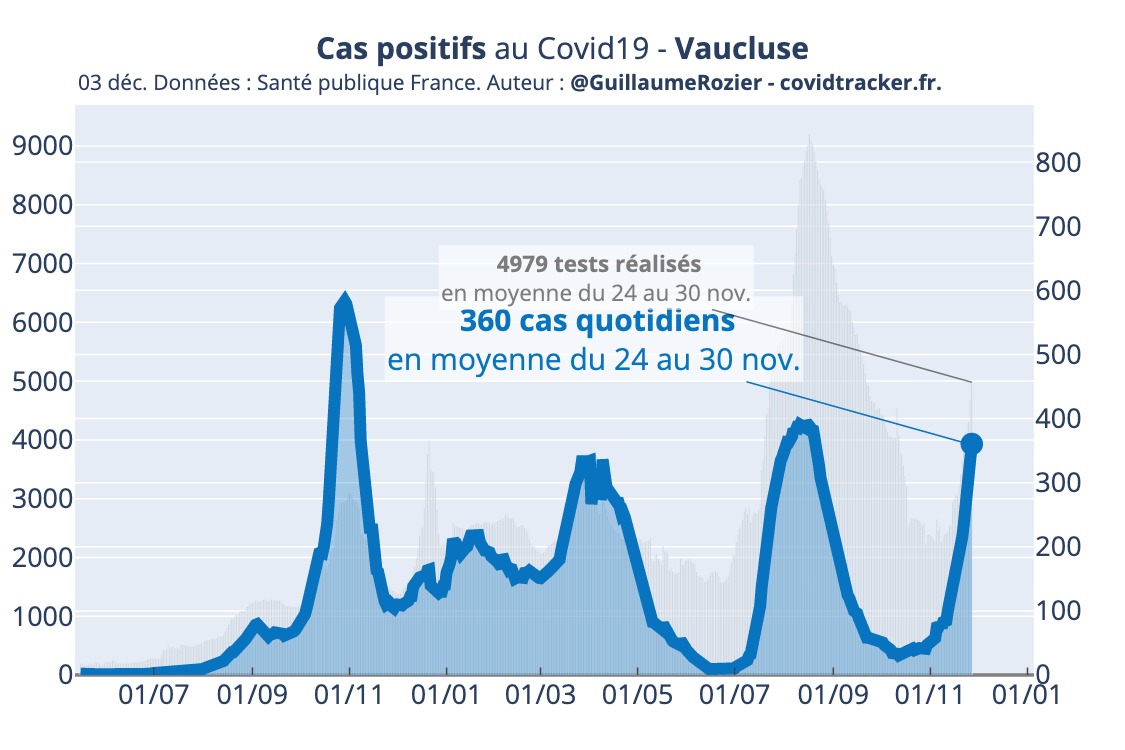 Cas positifs au Covid19 - Vaucluse
03 déc. Données : Santé publique France. Auteur : @GuillaumeRozier - covidtracker.fr.
9000
8000
7000
6000
5000
4000
3000
2000
1000
0
4979 tests réalisés
en moyenne du 24 au 30 nov.
360 cas quotidiens
en moyenne du 24 au 30 nov.
800
700
600
500
400
300
200
100
0
01/07 01/09 01/11 01/01 01/03 01/05 01/07 01/09 01/11 01/01